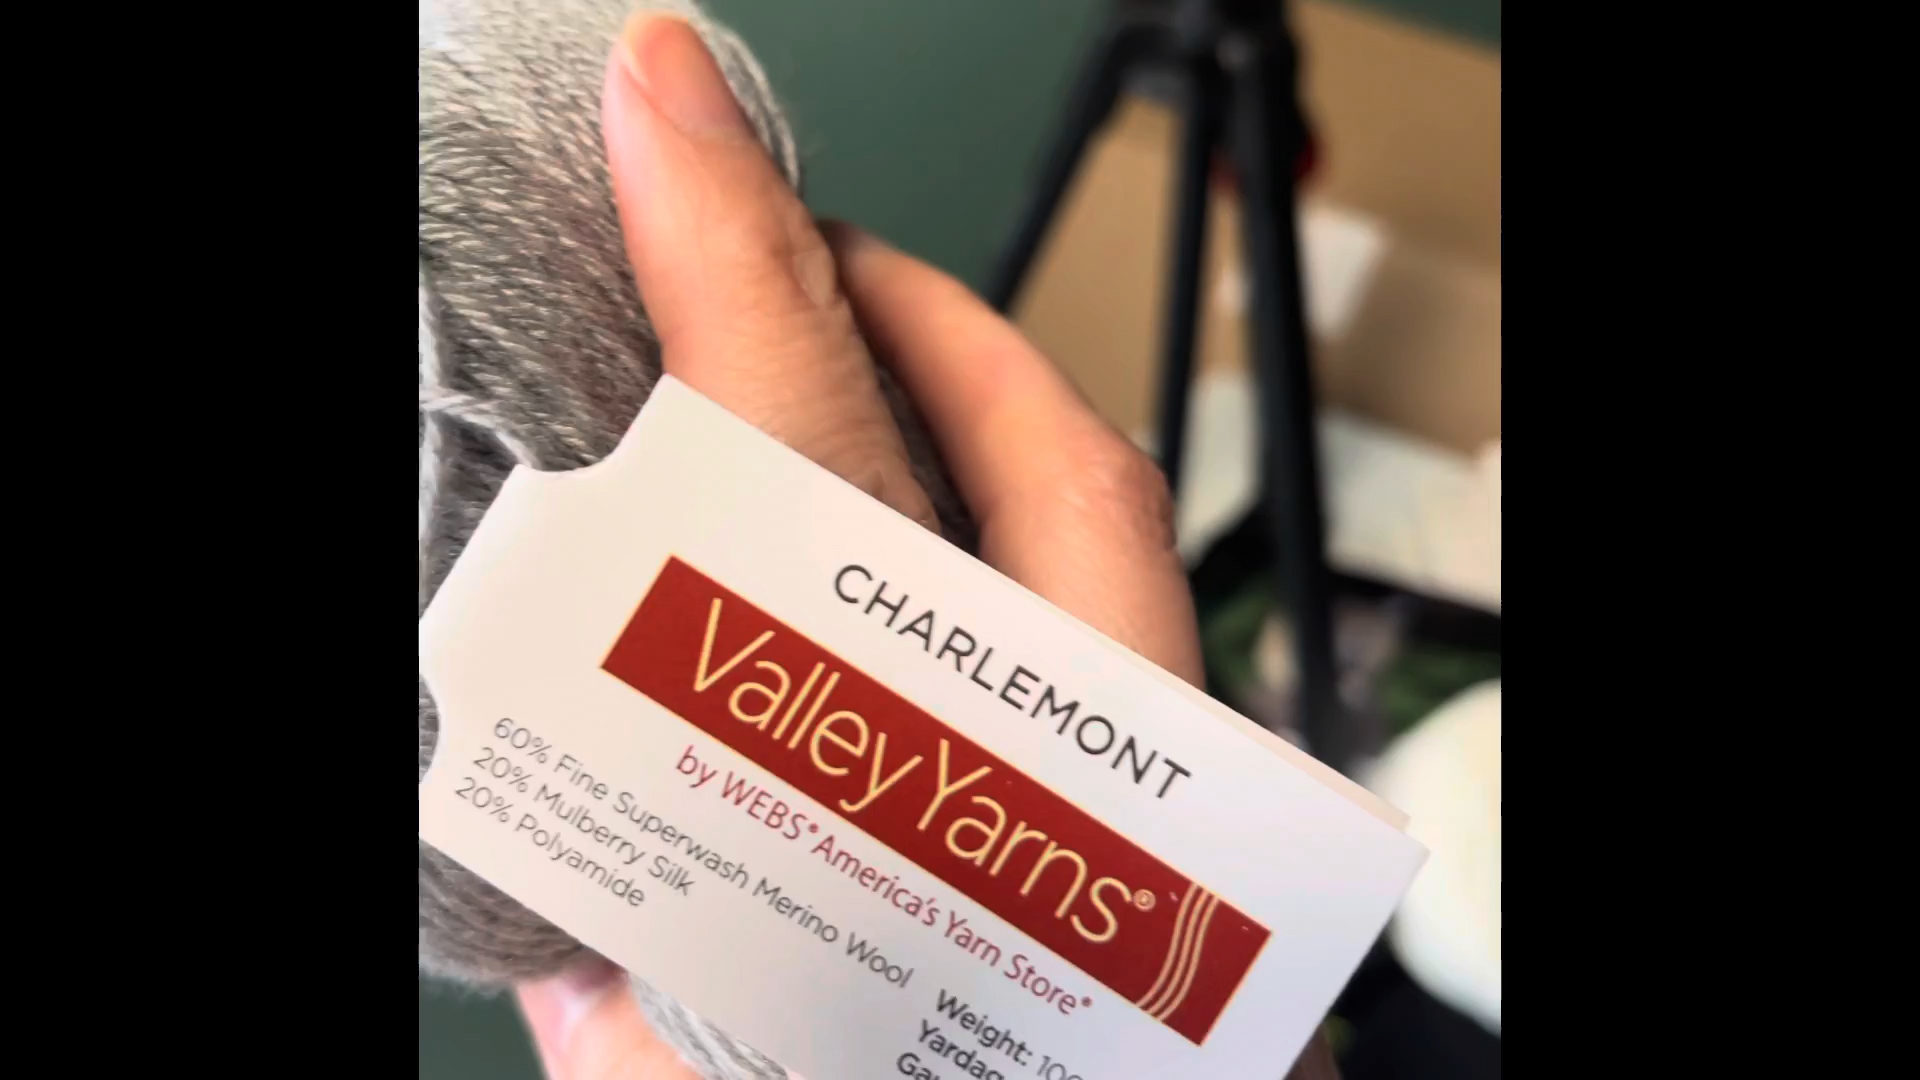 CHARLEMONT
Valley Yarns®
by WEBS® America's Yarn Store®
60% Fine Superwash Merino Wool
20% Mulberry Silk
20% Polyamide
Weight: